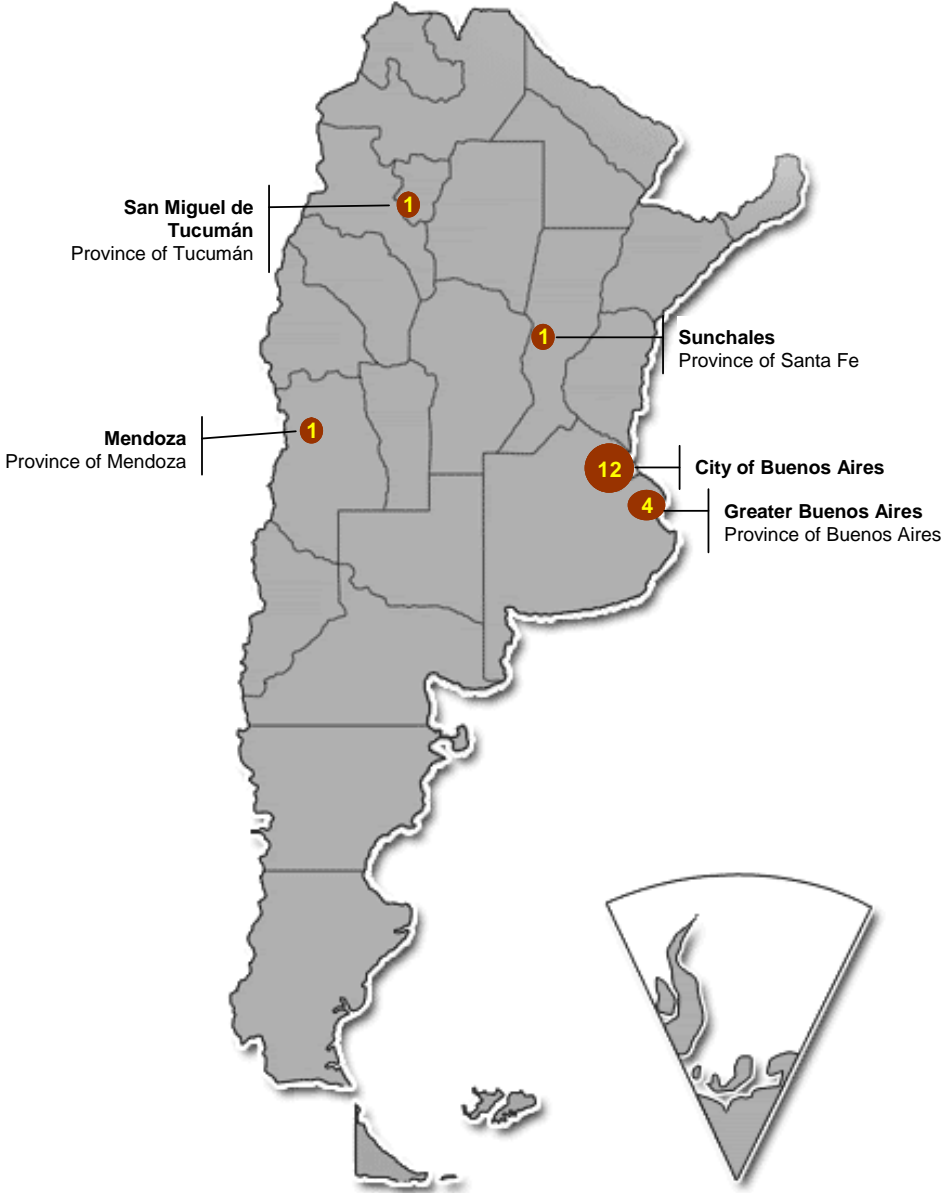 San Miguel de
Tucumán
Province of Tucumán
1
1
Sunchales
Province of Santa Fe
Mendoza
Province of Mendoza
1
12
City of Buenos Aires
4
Greater Buenos Aires
Province of Buenos Aires